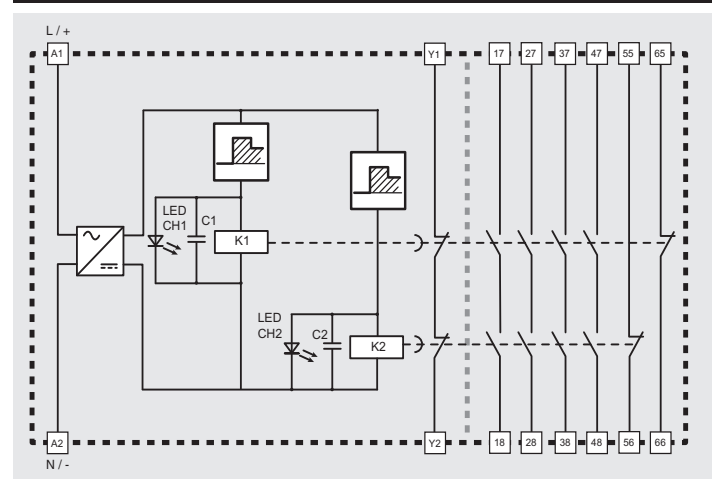 L / +
A1 Y1 17 27 37 47 55 65
LED
CH1
C1
K1
LED
CH2
C2
K2
A2 Y2 18 28 38 48 56 66
N / -